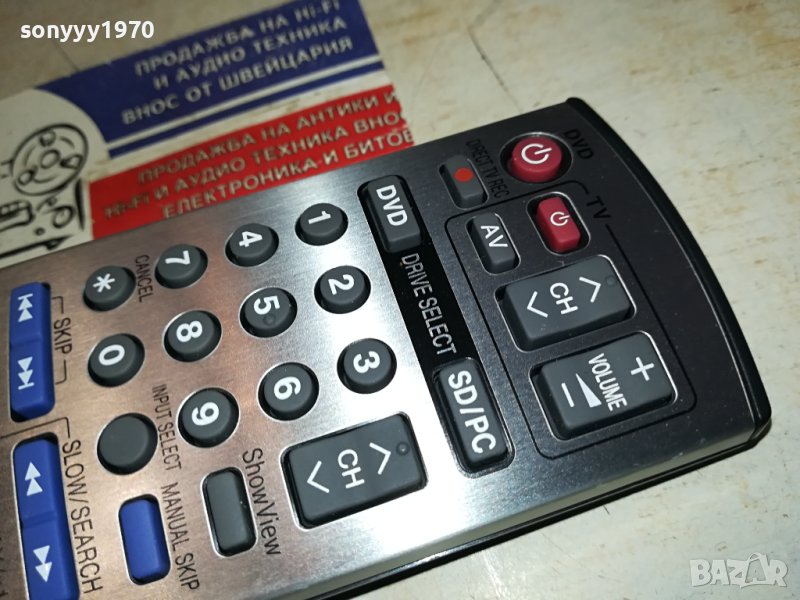 sonyyy1970
ПРОДАЖБА НА Hi-Fi
И АУДИО ТЕХНИКА
ВНОС ОТ ШВЕЙЦАРИЯ
ПРОДАЖБА НА АНТИКИ И
Hi-Fi И АУДИО ТЕХНИКА ВНОС
ЕЛЕКТРОНИКА И БИТОВ
DVD
TV
DIRECT TV REC
AV
CH
VOLUME
DVD
DRIVE SELECT
SD/PC
1
2
3
4
5
6
7
8
9
*
0
CANCEL
INPUT SELECT
ShowView
CH
MANUAL SKIP
SKIP
SLOW/SEARCH
BAZAR